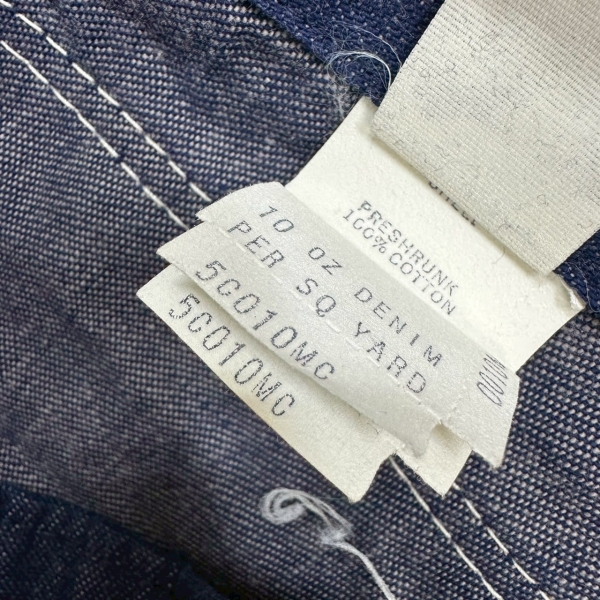 PRESHRUNK
100% COTTON
10 OZ DENIM
PER SQ YARD
5C010MC
5C010MC